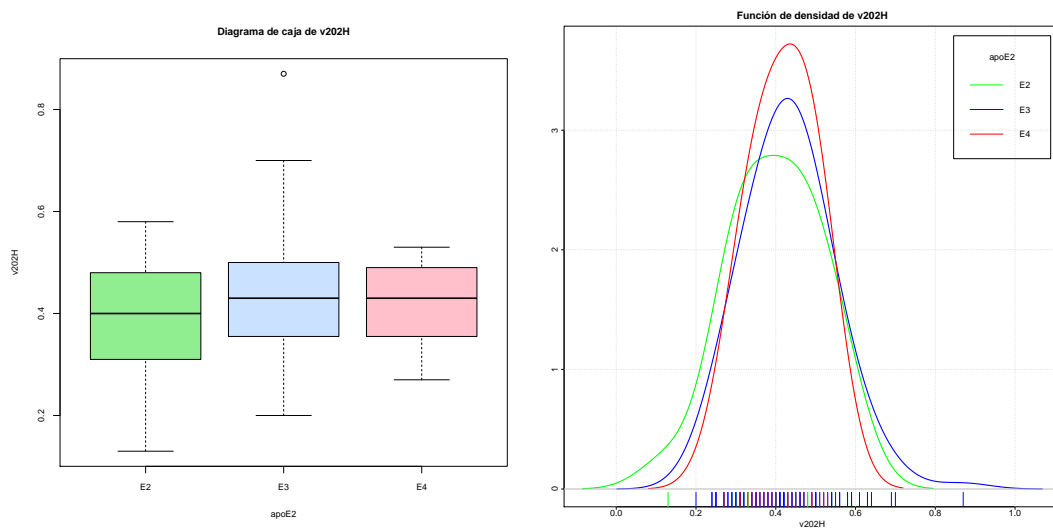 Diagrama de caja de v202H
v202H
0.8
0.6
0.4
0.2
E2
E3
E4
apoE2
Función de densidad de v202H
apoE2
E2
E3
E4
3
2
1
0
0.0
0.2
0.4
0.6
0.8
1.0
v202H